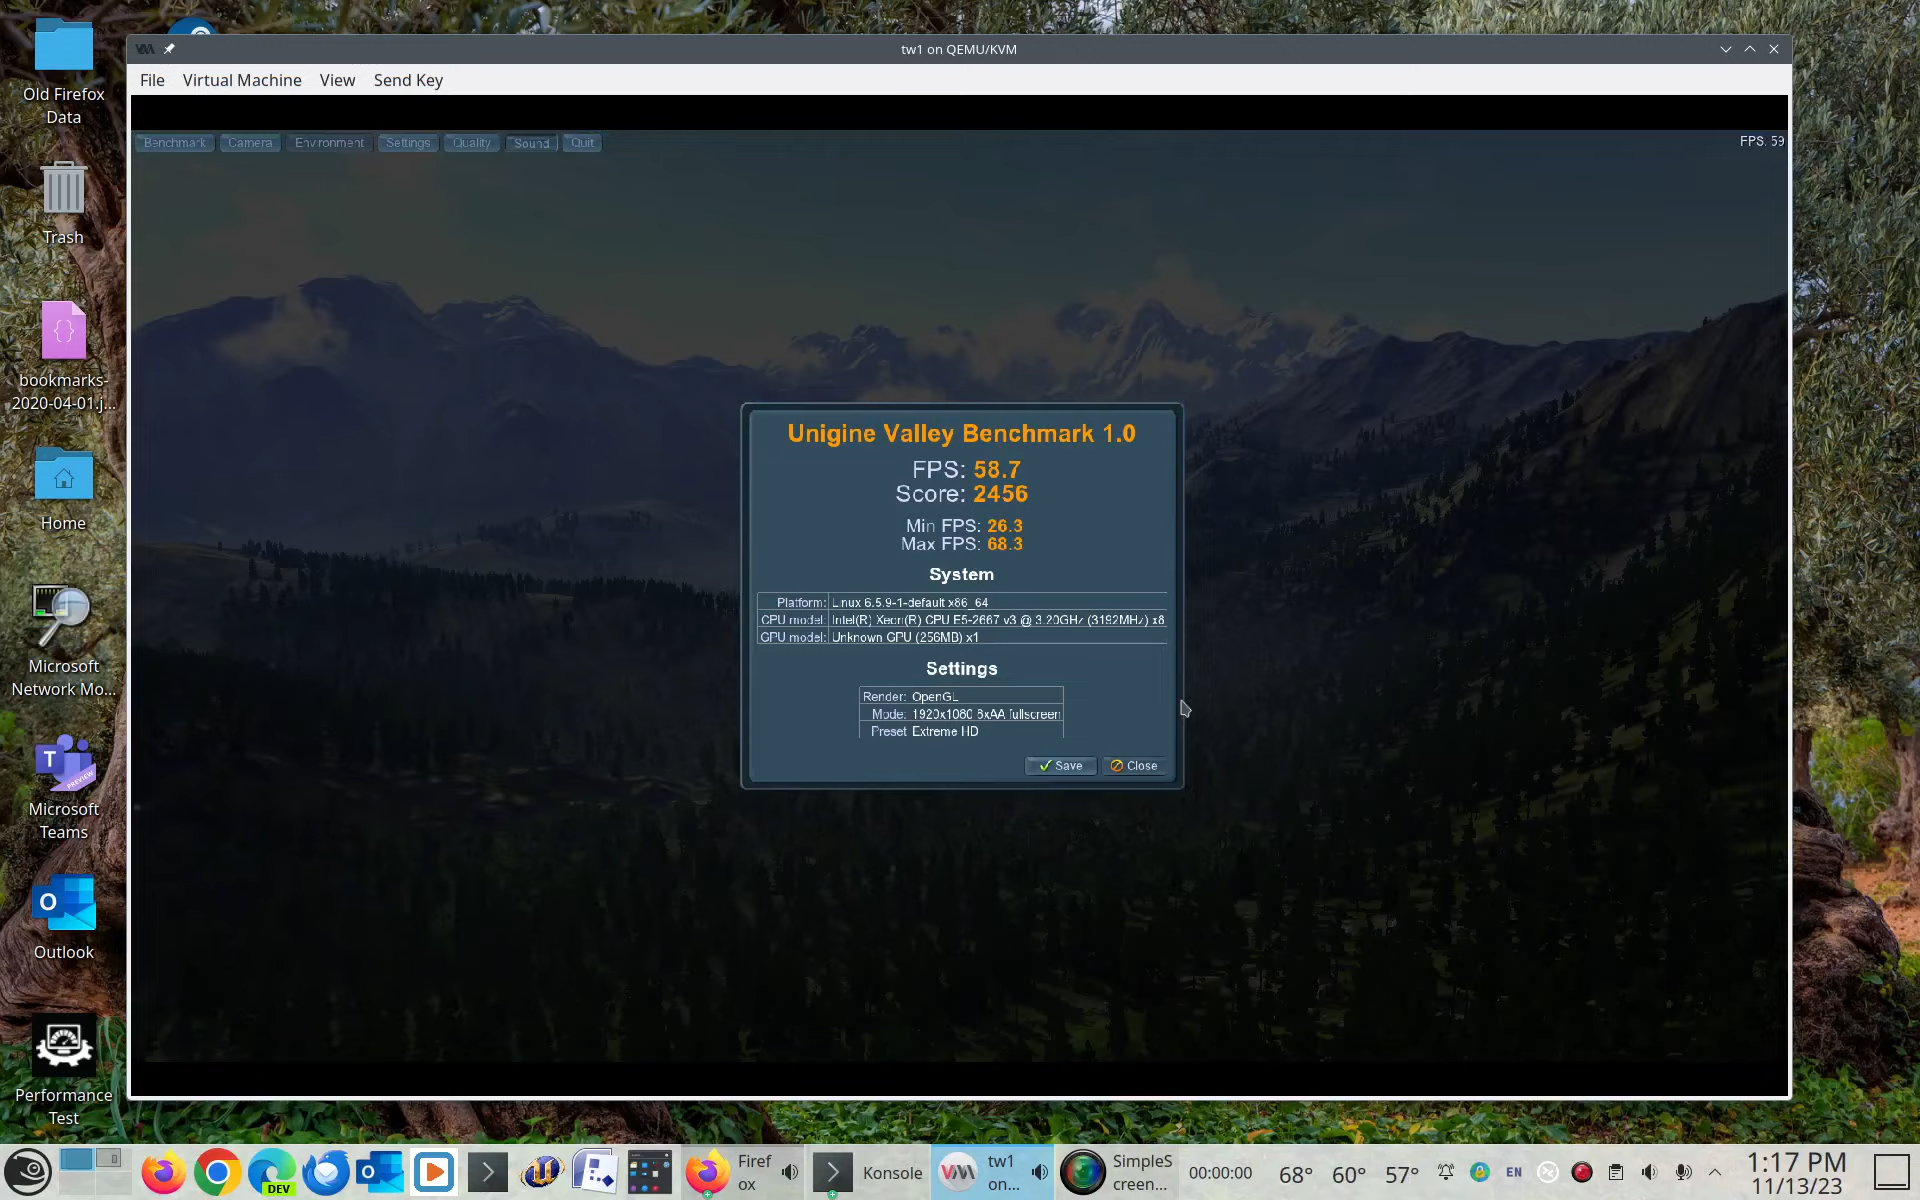 Old Firefox
Data
Trash
bookmarks-
2020-04-01.j...
Home
Microsoft
Network Mo...
T
PREVIEW
Microsoft
Teams
O
Outlook
Performance
Test
tw1 on QEMU/KVM
File Virtual Machine View Send Key
Benchmark Camera Environment Settings Quality Sound Quit
FPS: 59
Unigine Valley Benchmark 1.0
FPS: 58.7
Score: 2456
Min FPS: 26.3
Max FPS: 68.3
System
Platform: Linux 6.5.9-1-default x86_64
CPU model: Intel(R) Xeon(R) CPU E5-2667 v3 @ 3.20GHz (3192MHz) x8
GPU model: Unknown GPU (256MB) x1
Settings
Render: OpenGL
Mode: 1920x1080 8xAA fullscreen
Preset Extreme HD
Save Close
DEV
Firef
ox
Konsole
tw1
on...
SimpleS
creen...
00:00:00
68° 60° 57°
EN
1:17 PM
11/13/23